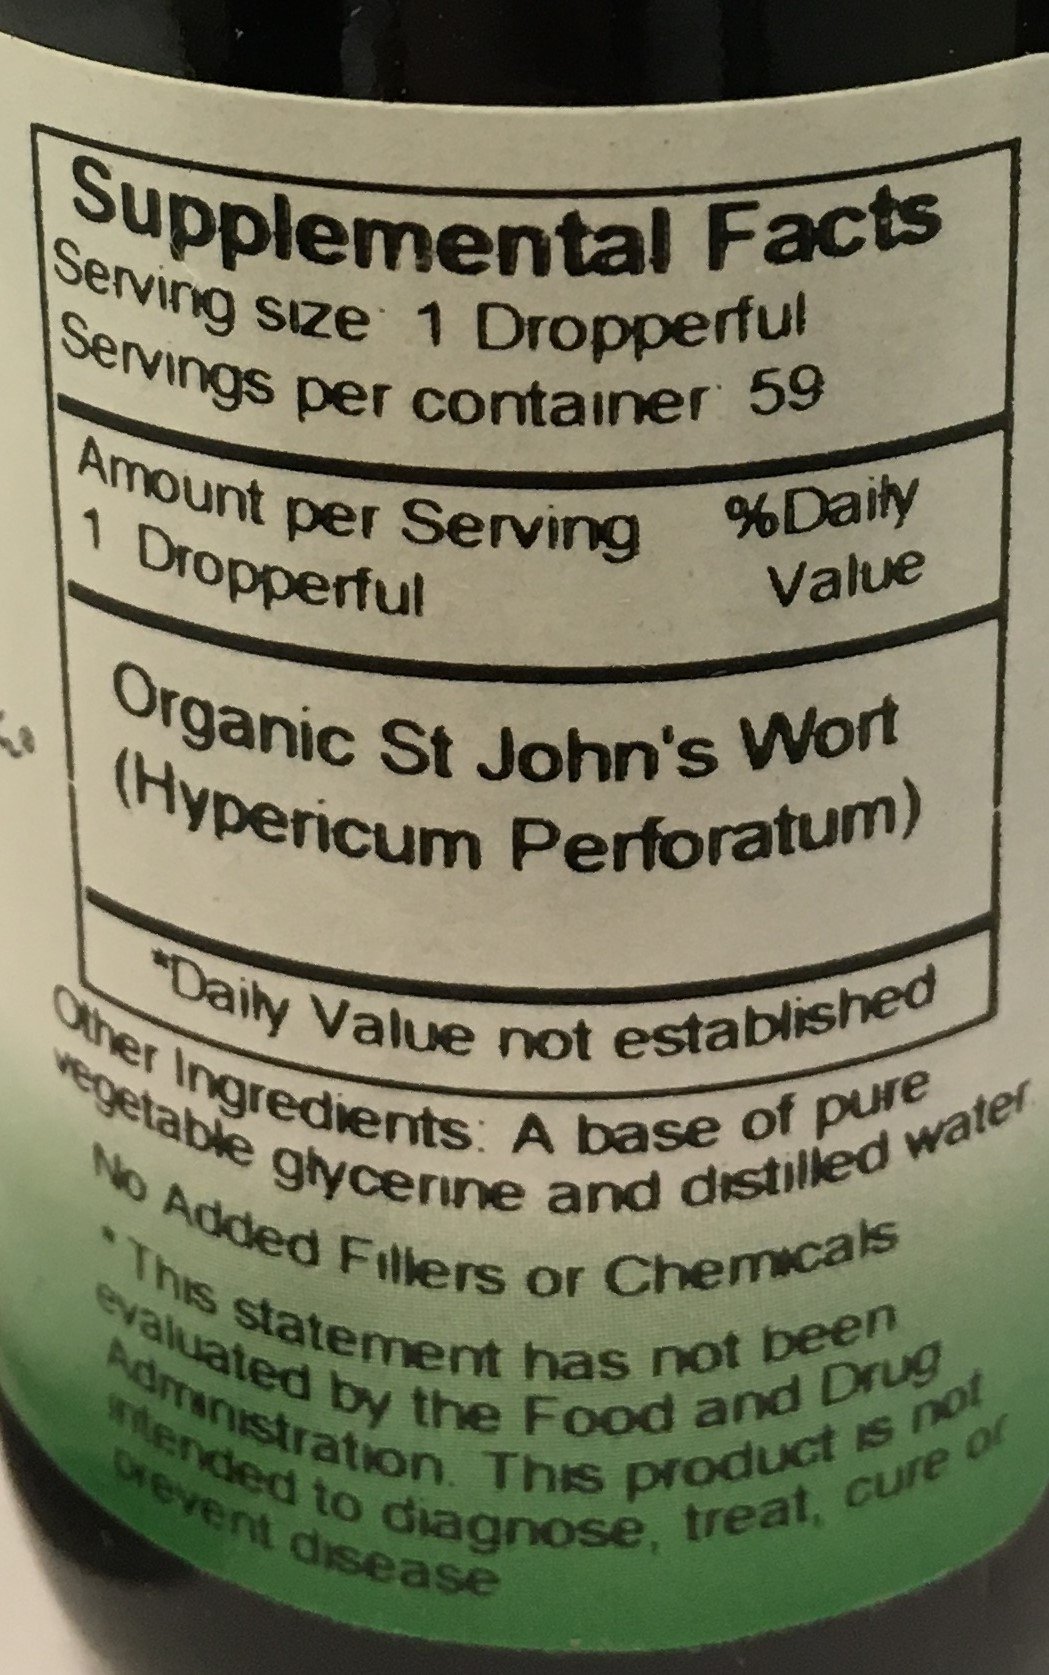 Supplemental Facts
Serving size: 1 Dropperful
Servings per container: 59
Amount per Serving %Daily
1 Dropperful Value
Organic St John's Wort
(Hypericum Perforatum)
*Daily Value not established
Other Ingredients: A base of pure
vegetable glycerine and distilled water.
No Added Fillers or Chemicals
* This statement has not been
evaluated by the Food and Drug
Administration. This product is not
intended to diagnose, treat, cure or
prevent disease